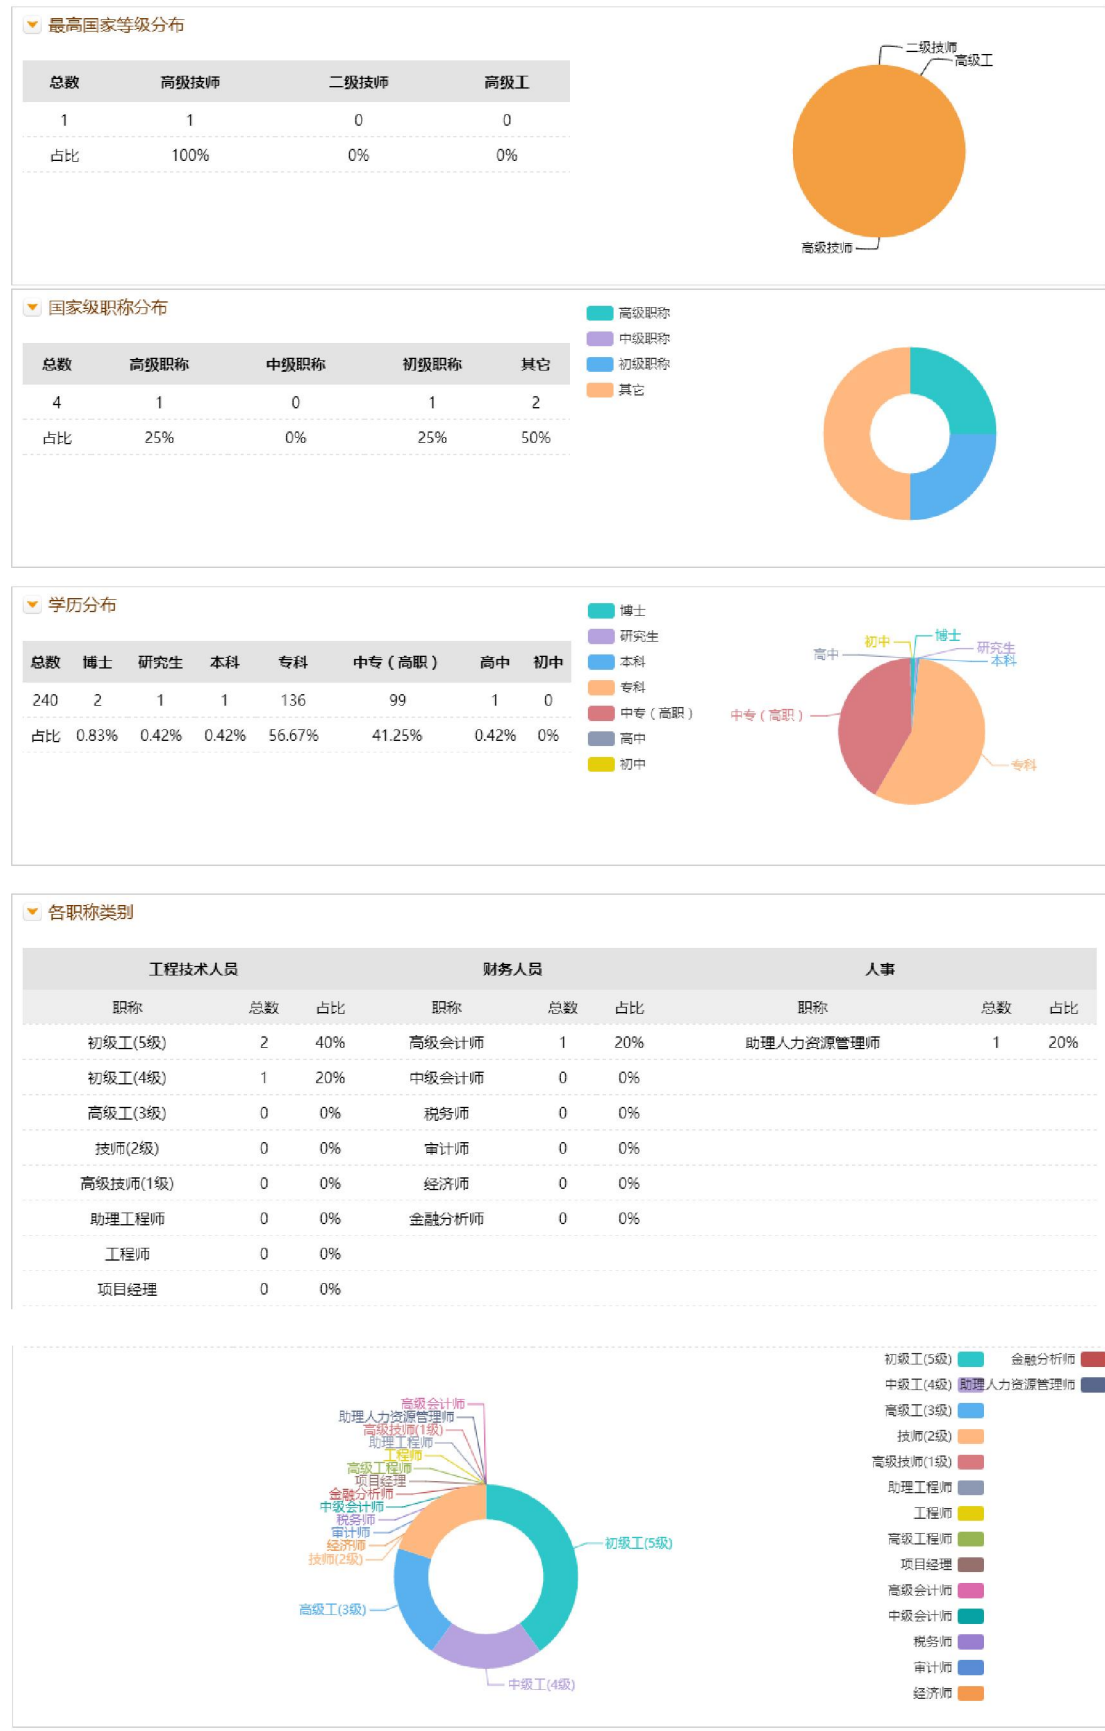 最高国家等级分布
总数 高级技师 二级技师 高级工
1 1 0 0
占比 100% 0% 0%
二级技师
高级工
高级技师
国家级职称分布
总数 高级职称 中级职称 初级职称 其它
4 1 0 1 2
占比 25% 0% 25% 50%
高级职称
中级职称
初级职称
其它
学历分布
总数 博士 研究生 本科 专科 中专（高职） 高中 初中
240 2 1 1 136 99 1 0
占比 0.83% 0.42% 0.42% 56.67% 41.25% 0.42% 0%
博士
研究生
本科
专科
中专（高职）
高中
初中
初中
博士
高中
研究生
本科
中专（高职）
专科
各职称类别
工程技术人员 财务人员 人事
职称 总数 占比 职称 总数 占比 职称 总数 占比
初级工(5级) 2 40% 高级会计师 1 20% 助理人力资源管理师 1 20%
初级工(4级) 1 20% 中级会计师 0 0%
高级工(3级) 0 0% 税务师 0 0%
技师(2级) 0 0% 审计师 0 0%
高级技师(1级) 0 0% 经济师 0 0%
助理工程师 0 0% 金融分析师 0 0%
工程师 0 0%
项目经理 0 0%
高级会计师
助理人力资源管理师
高级技师(1级)
助理工程师
工程师
高级工程师
项目经理
金融分析师
中级会计师
税务师
审计师
经济师
技师(2级)
高级工(3级)
初级工(5级)
中级工(4级)
初级工(5级) 金融分析师
中级工(4级) 助理人力资源管理师
高级工(3级)
技师(2级)
高级技师(1级)
助理工程师
工程师
高级工程师
项目经理
高级会计师
中级会计师
税务师
审计师
经济师